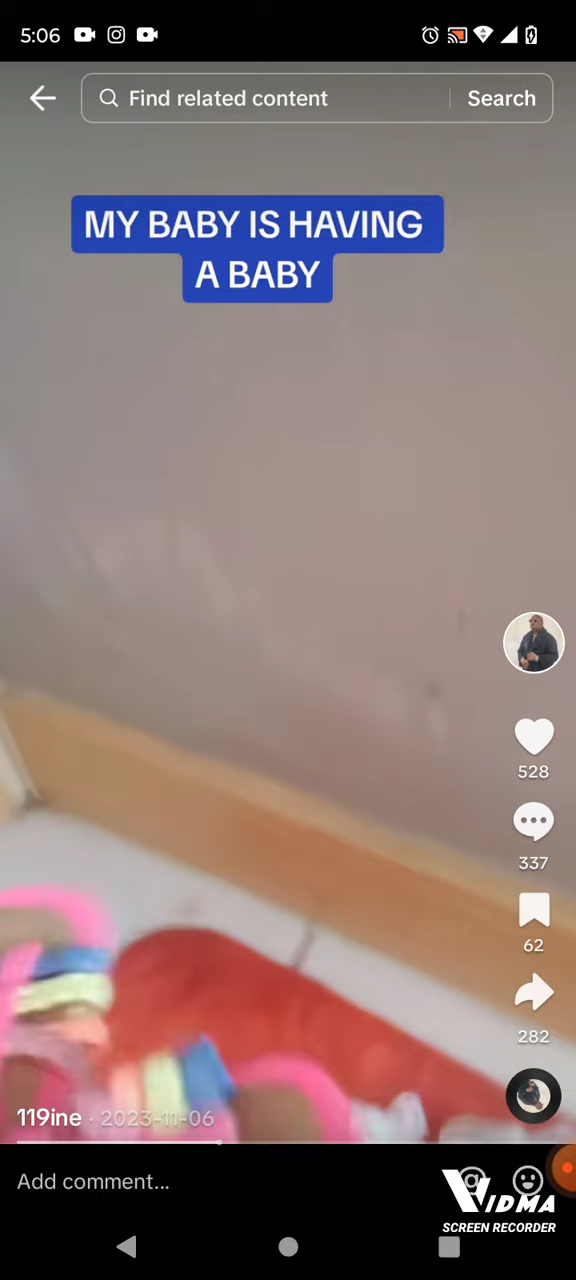 5:06
Find related content
Search
MY BABY IS HAVING
A BABY
528
337
62
282
119ine · 2023-11-06
Add comment...
VIDMA
SCREEN RECORDER